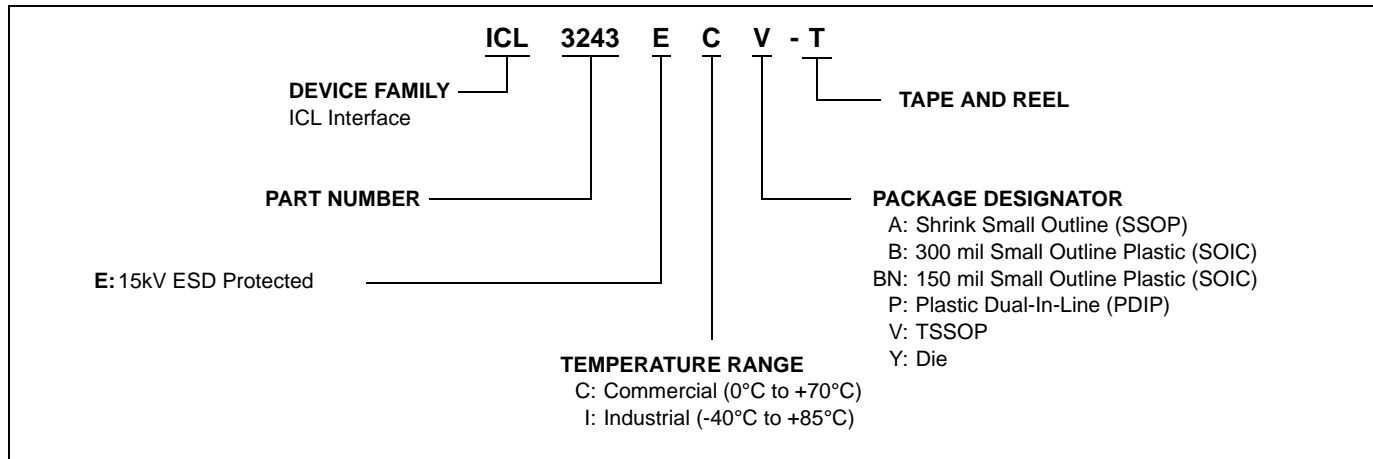 ICL 3243 E C V - T
DEVICE FAMILY
ICL Interface
TAPE AND REEL
PART NUMBER
PACKAGE DESIGNATOR
A: Shrink Small Outline (SSOP)
B: 300 mil Small Outline Plastic (SOIC)
BN: 150 mil Small Outline Plastic (SOIC)
P: Plastic Dual-In-Line (PDIP)
V: TSSOP
Y: Die
E: 15kV ESD Protected
TEMPERATURE RANGE
C: Commercial (0°C to +70°C)
I: Industrial (-40°C to +85°C)